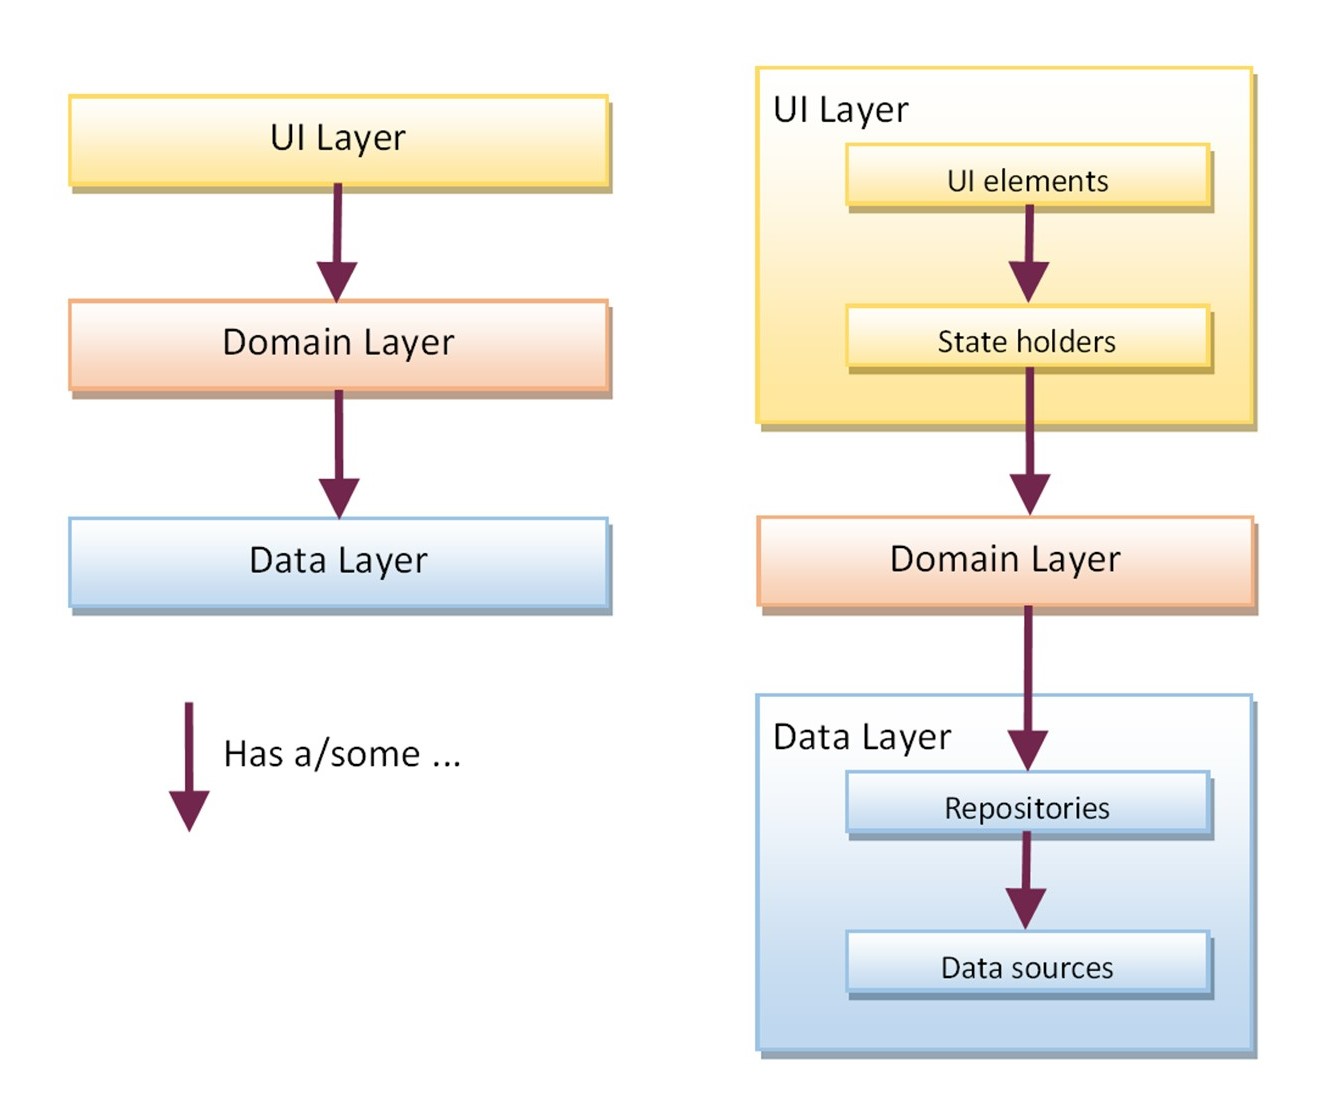 UI Layer
Domain Layer
Data Layer
Has a/some ...
UI Layer
UI elements
State holders
Domain Layer
Data Layer
Repositories
Data sources